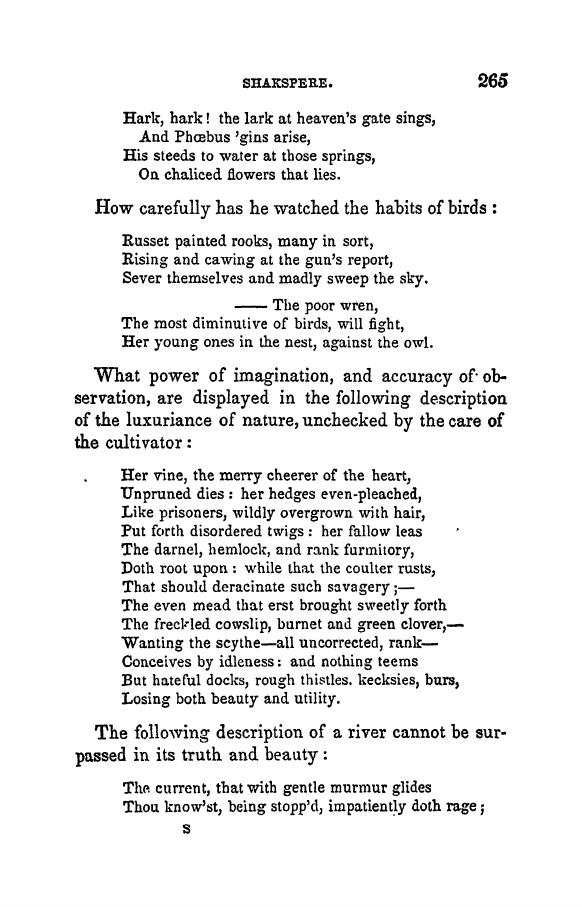 SHAKSPERE. 265
Hark, hark! the lark at heaven's gate sings,
And Phœbus 'gins arise,
His steeds to water at those springs,
On chaliced flowers that lies.
How carefully has he watched the habits of birds :
Russet painted rooks, many in sort,
Rising and cawing at the gun's report,
Sever themselves and madly sweep the sky.
—— The poor wren,
The most diminutive of birds, will fight,
Her young ones in the nest, against the owl.
What power of imagination, and accuracy of ob-
servation, are displayed in the following description
of the luxuriance of nature, unchecked by the care of
the cultivator :
Her vine, the merry cheerer of the heart,
Unpruned dies : her hedges even-pleached,
Like prisoners, wildly overgrown with hair,
Put forth disordered twigs : her fallow leas
The darnel, hemlock, and rank furmitory,
Doth root upon : while that the coulter rusts,
That should deracinate such savagery ;—
The even mead that erst brought sweetly forth
The freckled cowslip, burnet and green clover,—
Wanting the scythe—all uncorrected, rank—
Conceives by idleness : and nothing teems
But hateful docks, rough thistles. kecksies, burs,
Losing both beauty and utility.
The following description of a river cannot be sur-
passed in its truth and beauty :
The current, that with gentle murmur glides
Thou know'st, being stopp'd, impatiently doth rage ;
S